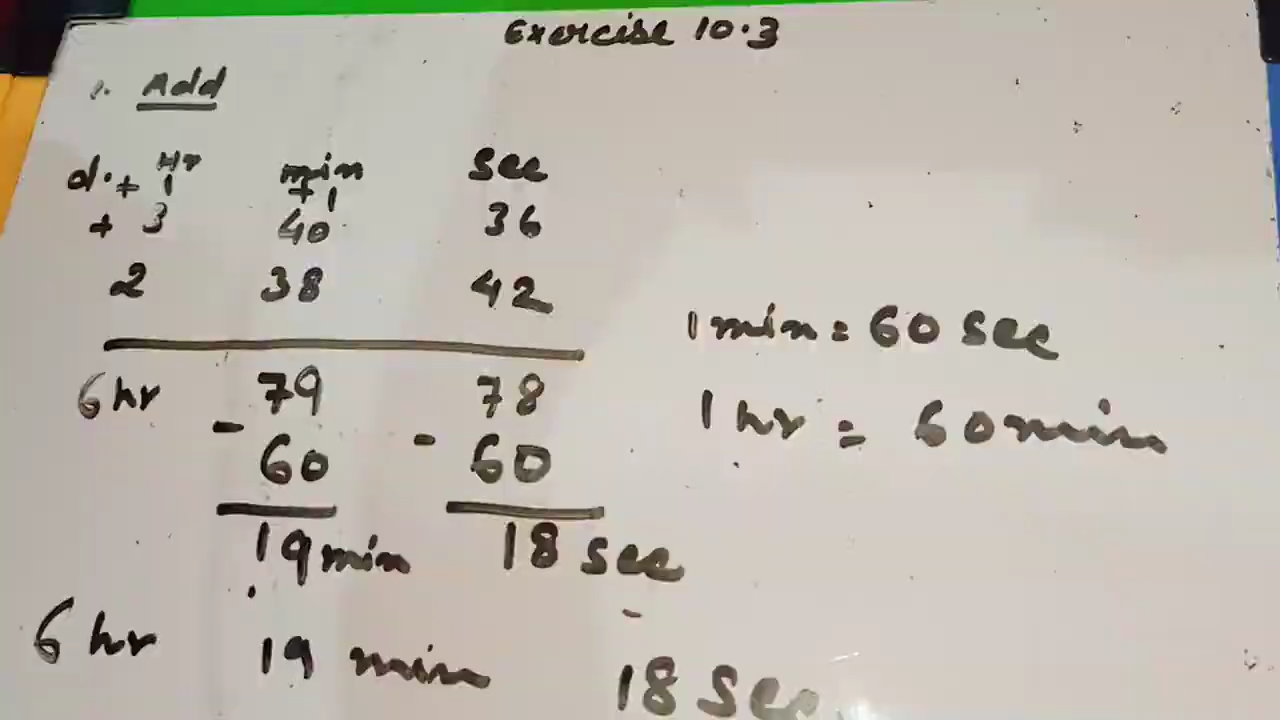 Exercise 10.3
1. Add
d. Hr min sec
+ 1 + 1
+ 3 40 36
2 38 42
1 min = 60 sec
6 hr 79 78
1 hr = 60 min
- 60 - 60
19 min 18 sec
6 hr 19 min 18 Sec